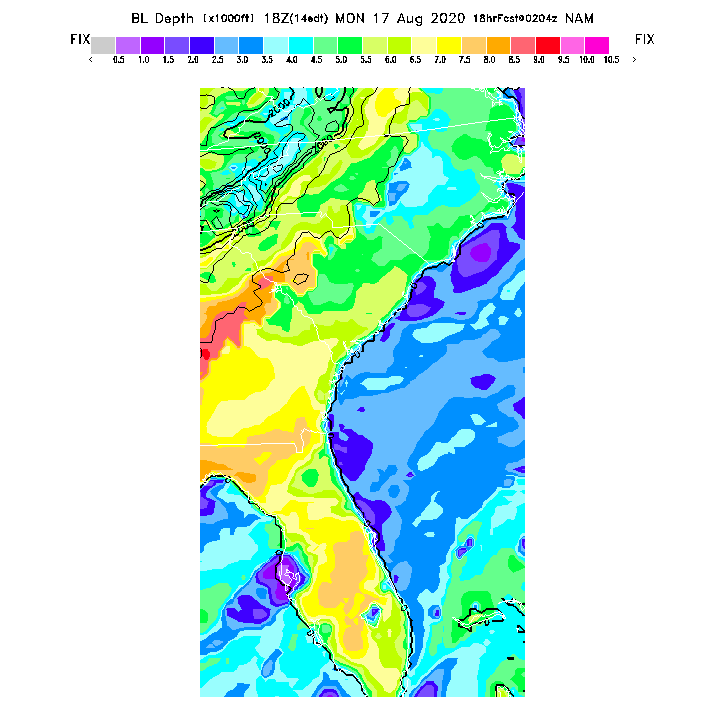 BL Depth [x1000ft] 18Z(14edt) MON 17 Aug 2020 18hrFcst@0204z NAM
FIX FIX
< 0.5 1.0 1.5 2.0 2.5 3.0 3.5 4.0 4.5 5.0 5.5 6.0 6.5 7.0 7.5 8.0 8.5 9.0 9.5 10.0 10.5 >
2000
2000